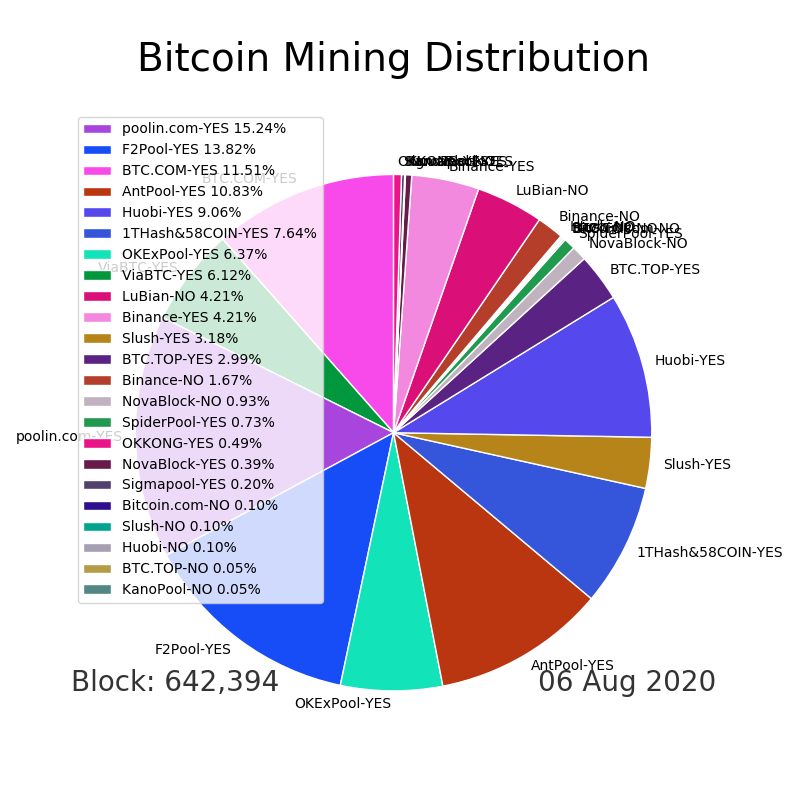 Bitcoin Mining Distribution
poolin.com-YES 15.24%
F2Pool-YES 13.82%
BTC.COM-YES 11.51%
AntPool-YES 10.83%
Huobi-YES 9.06%
1THash&58COIN-YES 7.64%
OKExPool-YES 6.37%
ViaBTC-YES 6.12%
LuBian-NO 4.21%
Binance-YES 4.21%
Slush-YES 3.18%
BTC.TOP-YES 2.99%
Binance-NO 1.67%
NovaBlock-NO 0.93%
SpiderPool-YES 0.73%
OKKONG-YES 0.49%
NovaBlock-YES 0.39%
Sigmapool-YES 0.20%
Bitcoin.com-NO 0.10%
Slush-NO 0.10%
Huobi-NO 0.10%
BTC.TOP-NO 0.05%
KanoPool-NO 0.05%
Binance-YES
LuBian-NO
Binance-NO
SpiderPool-YES
NovaBlock-NO
BTC.TOP-YES
Huobi-YES
Slush-YES
1THash&58COIN-YES
AntPool-YES
OKExPool-YES
F2Pool-YES
poolin.com-YES
ViaBTC-YES
BTC.COM-YES
Block: 642,394
06 Aug 2020